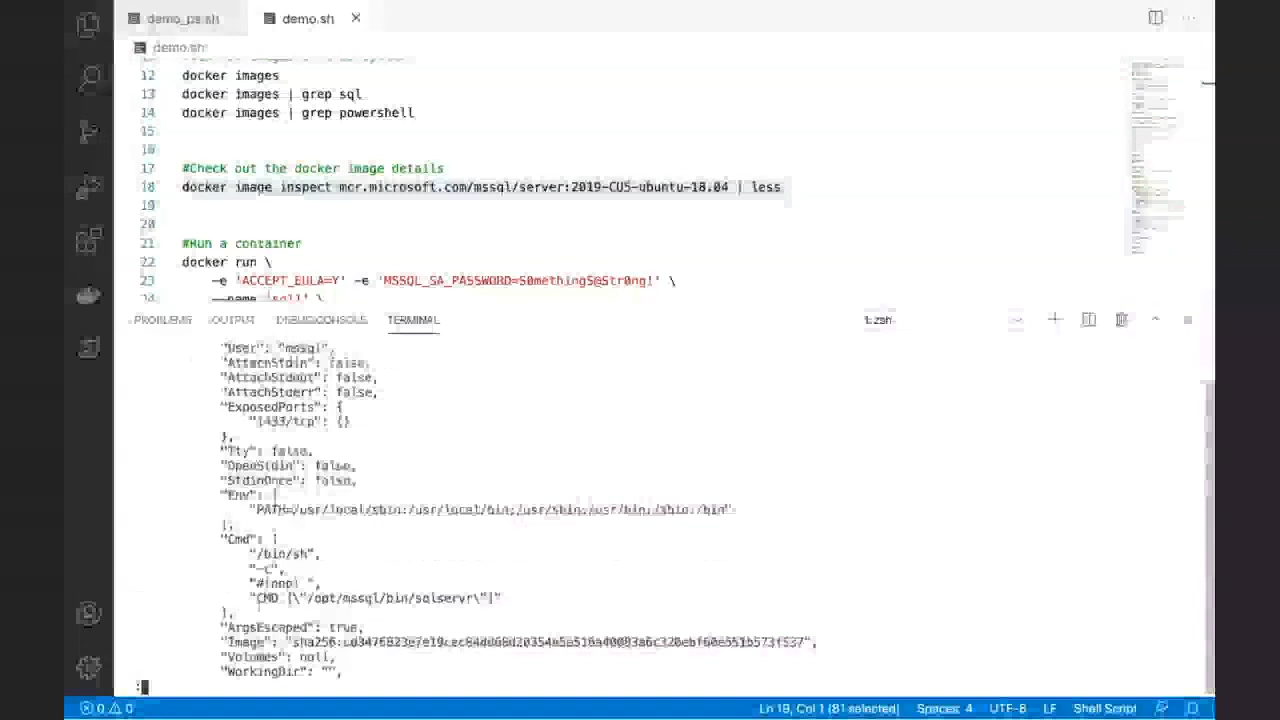 demo_ps.sh
demo.sh
demo.sh
12 docker images
13 docker images | grep sql
14 docker images | grep powershell
15
16
17 #Check out the docker image details
18 docker image inspect mcr.microsoft.com/mssql/server:2019-CU5-ubuntu-18.04 | less
19
20
21 #Run a container
22 docker run \
23 -e 'ACCEPT_EULA=Y' -e 'MSSQL_SA_PASSWORD=S0methingS@Str0ng!' \
24 --name 'sql1' \
PROBLEMS OUTPUT DEBUG CONSOLE TERMINAL 1: zsh
"User": "mssql",
"AttachStdin": false,
"AttachStdout": false,
"AttachStderr": false,
"ExposedPorts": {
"1433/tcp": {}
},
"Tty": false,
"OpenStdin": false,
"StdinOnce": false,
"Env": [
"PATH=/usr/local/sbin:/usr/local/bin:/usr/sbin:/usr/bin:/sbin:/bin"
],
"Cmd": [
"/bin/sh",
"-c",
"#(nop) ",
"CMD [\"/opt/mssql/bin/sqlservr\"]"
],
"ArgsEscaped": true,
"Image":
"Volumes": null,
"WorkingDir": "",
:
0 0 Ln 19, Col 1 (81 selected) Spaces: 4 UTF-8 LF Shell Script